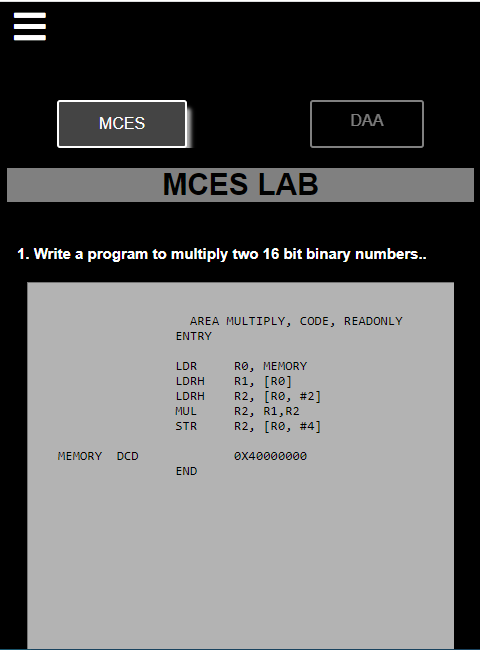 MCES DAA
MCES LAB
1. Write a program to multiply two 16 bit binary numbers..
AREA MULTIPLY, CODE, READONLY
ENTRY
LDR R0, MEMORY
LDRH R1, [R0]
LDRH R2, [R0, #2]
MUL R2, R1,R2
STR R2, [R0, #4]
MEMORY DCD 0X40000000
END